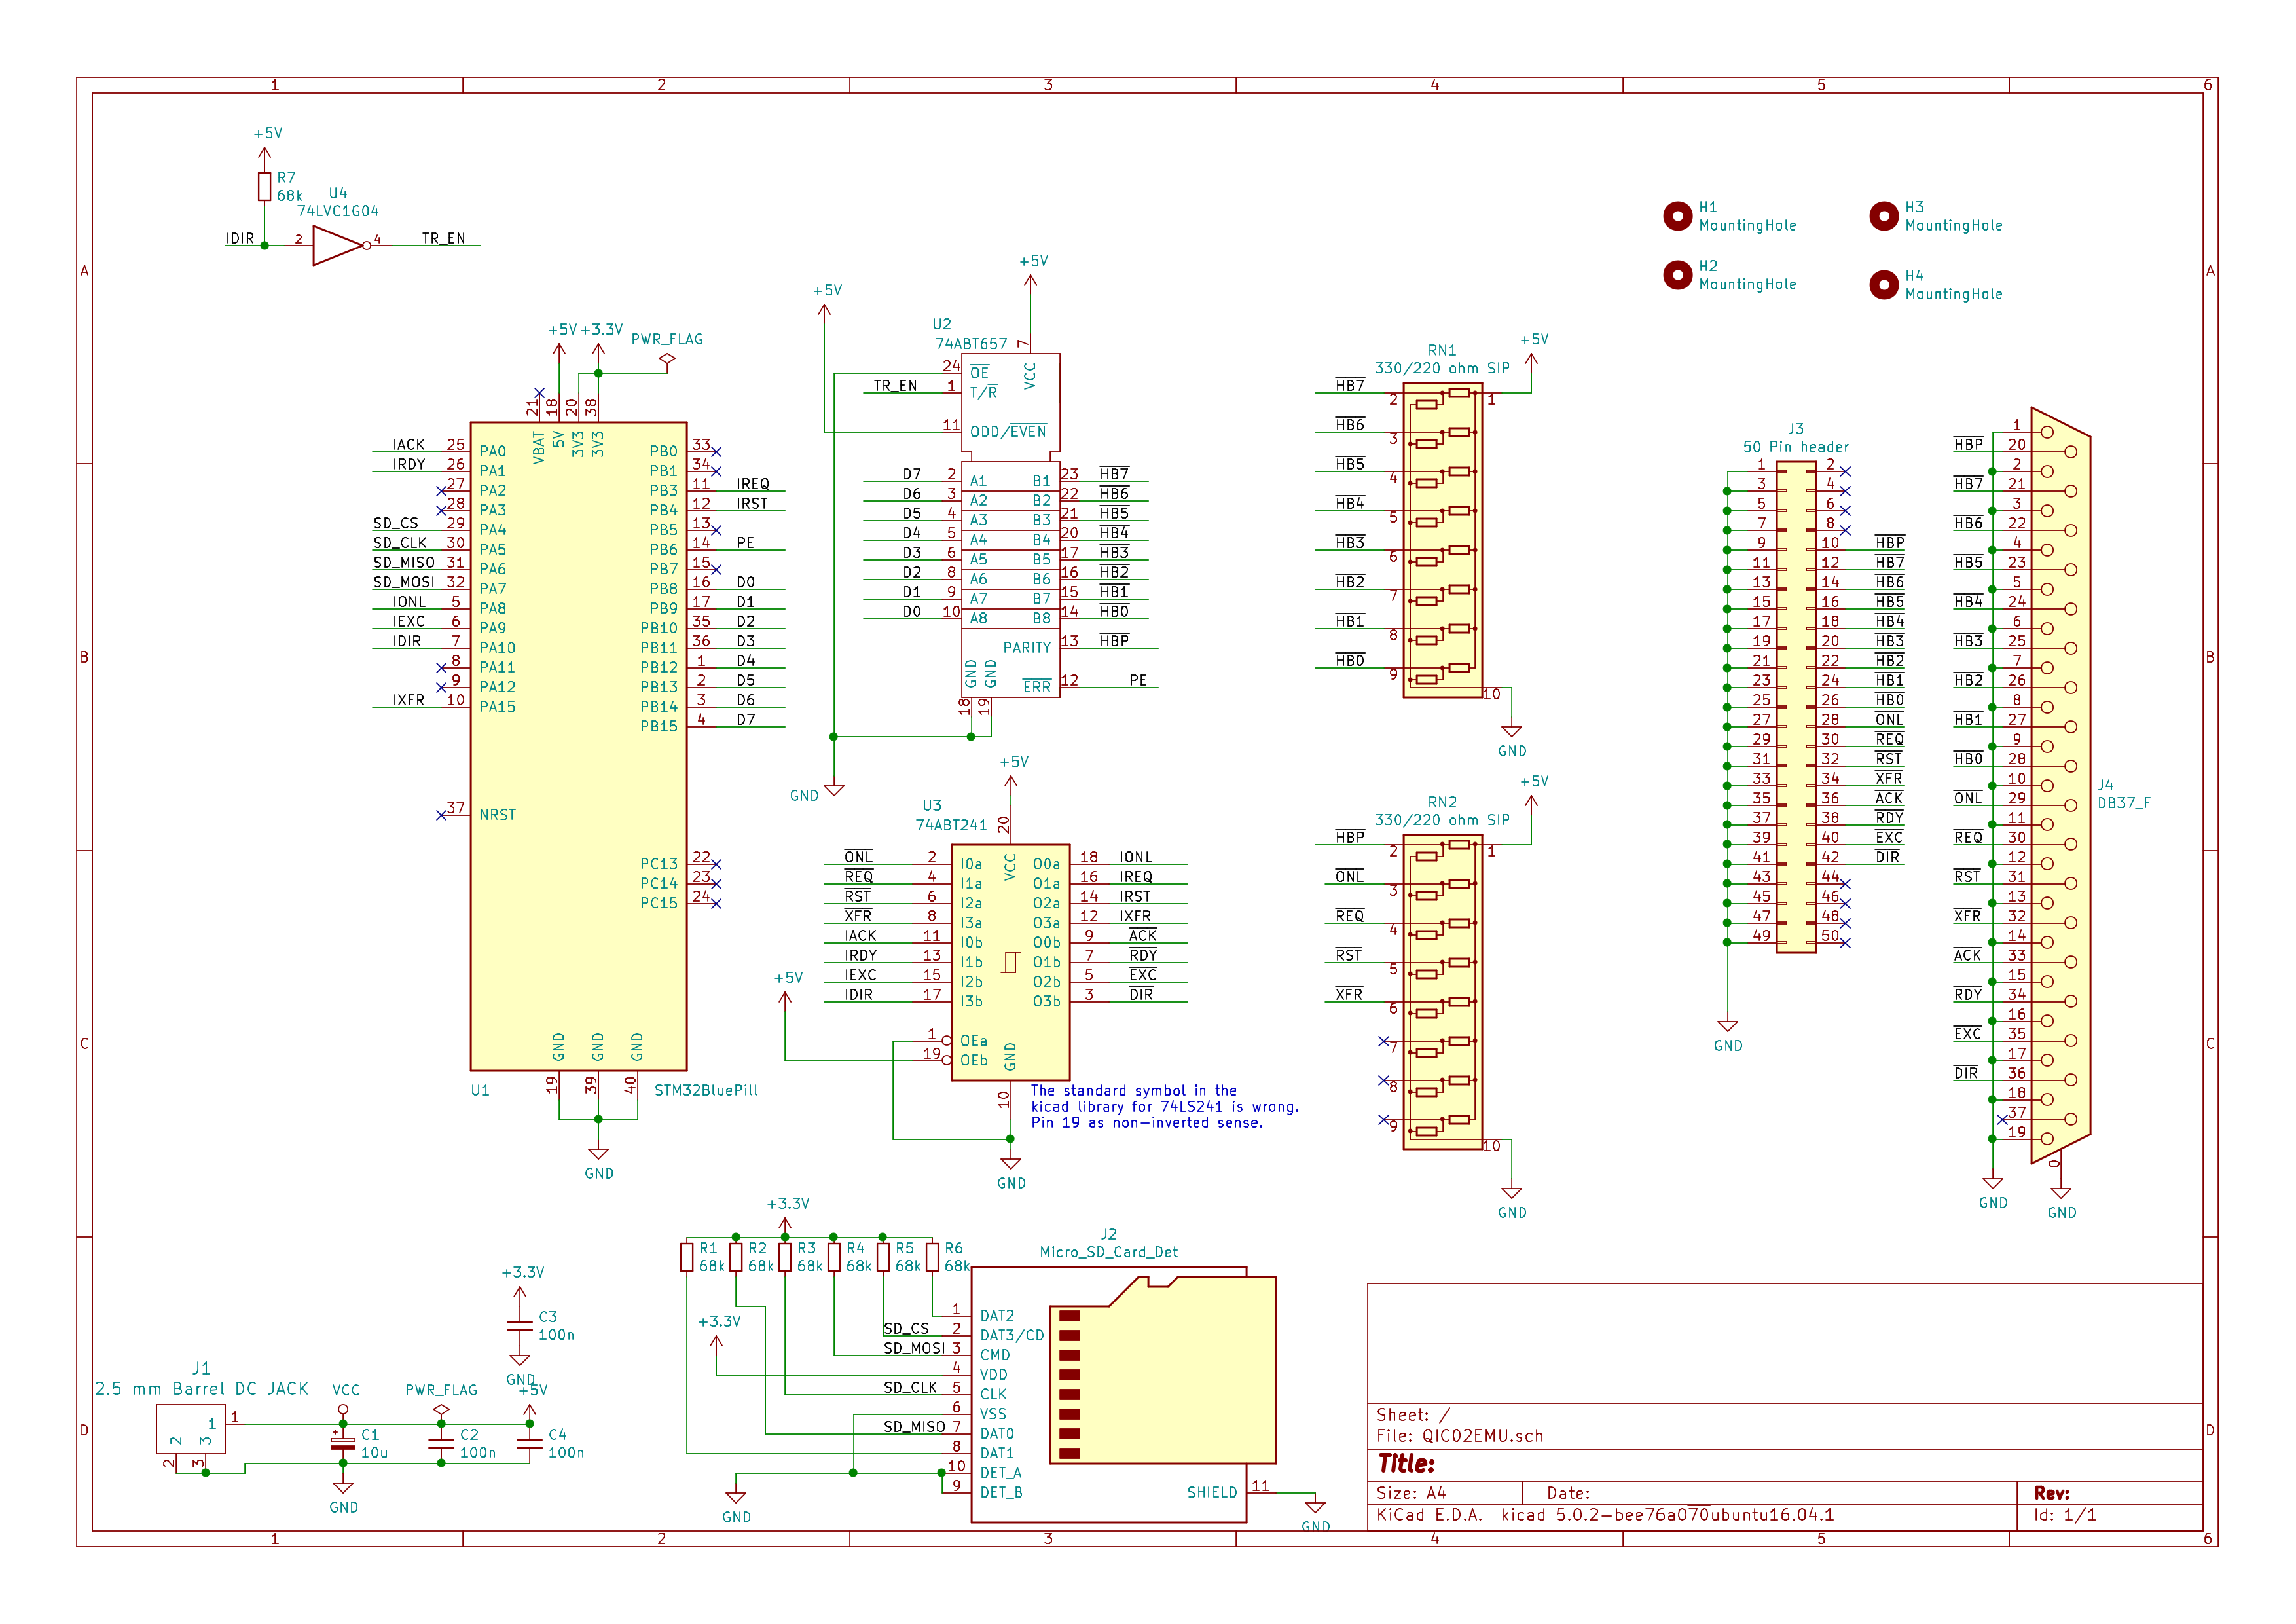 1 2 3 4 5 6
A B C D
A B C D
1 2 3 4 5 6
+5V
R7
68k
U4
74LVC1G04
IDIR 2 4 TR_EN
+5V +3.3V PWR_FLAG
21 18 20 38
VBAT 5V 3V3 3V3
IACK 25 PA0
IRDY 26 PA1
27 PA2
28 PA3
SD_CS 29 PA4
SD_CLK 30 PA5
SD_MISO 31 PA6
SD_MOSI 32 PA7
IONL 5 PA8
IEXC 6 PA9
IDIR 7 PA10
8 PA11
9 PA12
IXFR 10 PA15
37 NRST
PB0 33
PB1 34
PB3 11 IREQ
PB4 12 IRST
PB5 13
PB6 14 PE
PB7 15
PB8 16 D0
PB9 17 D1
PB10 35 D2
PB11 36 D3
PB12 1 D4
PB13 2 D5
PB14 3 D6
PB15 4 D7
PC13 22
PC14 23
PC15 24
GND GND GND
19 39 40
U1 STM32BluePill
GND
+5V
+5V
U2
74ABT657
7 VCC
24 OE
TR_EN 1 T/R
11 ODD/EVEN
D7 2 A1 B1 23 HB7
D6 3 A2 B2 22 HB6
D5 4 A3 B3 21 HB5
D4 5 A4 B4 20 HB4
D3 6 A5 B5 17 HB3
D2 8 A6 B6 16 HB2
D1 9 A7 B7 15 HB1
D0 10 A8 B8 14 HB0
PARITY 13 HBP
GND GND ERR 12 PE
18 19
GND
+5V
U3
74ABT241
20 VCC
ONL 2 I0a O0a 18 IONL
REQ 4 I1a O1a 16 IREQ
RST 6 I2a O2a 14 IRST
XFR 8 I3a O3a 12 IXFR
IACK 11 I0b O0b 9 ACK
IRDY 13 I1b O1b 7 RDY
IEXC 15 I2b O2b 5 EXC
IDIR 17 I3b O3b 3 DIR
+5V
1 OEa
19 OEb
GND
10
GND
The standard symbol in the
kicad library for 74LS241 is wrong.
Pin 19 as non-inverted sense.
RN1
330/220 ohm SIP
+5V
HB7 2 1
HB6 3
HB5 4
HB4 5
HB3 6
HB2 7
HB1 8
HB0 9
10
GND
RN2
330/220 ohm SIP
+5V
HBP 2 1
ONL 3
REQ 4
RST 5
XFR 6
7
8
9
10
GND
H1
MountingHole
H2
MountingHole
H3
MountingHole
H4
MountingHole
J3
50 Pin header
1 2
3 4
5 6
7 8
9 10 HBP
11 12 HB7
13 14 HB6
15 16 HB5
17 18 HB4
19 20 HB3
21 22 HB2
23 24 HB1
25 26 HB0
27 28 ONL
29 30 REQ
31 32 RST
33 34 XFR
35 36 ACK
37 38 RDY
39 40 EXC
41 42 DIR
43 44
45 46
47 48
49 50
GND
1
HBP 20
2
HB7 21
3
HB6 22
4
HB5 23
5
HB4 24
6
HB3 25
7
HB2 26
8
HB1 27
9
HB0 28
10
ONL 29
11
REQ 30
12
RST 31
13
XFR 32
14
ACK 33
15
RDY 34
16
EXC 35
17
DIR 36
18
37
19
0
J4
DB37_F
GND
GND
+3.3V
R1 R2 R3 R4 R5 R6
68k 68k 68k 68k 68k 68k
+3.3V
J2
Micro_SD_Card_Det
1 DAT2
SD_CS 2 DAT3/CD
SD_MOSI 3 CMD
4 VDD
SD_CLK 5 CLK
6 VSS
SD_MISO 7 DAT0
8 DAT1
10 DET_A
9 DET_B
SHIELD 11
GND
GND
+3.3V
C3
100n
GND
J1
2.5 mm Barrel DC JACK
VCC PWR_FLAG +5V
1 1
2 3
2 3
C1
10u
+
C2
100n
C4
100n
GND
Sheet: /
File: QIC02EMU.sch
Title:
Size: A4 Date: Rev:
KiCad E.D.A. kicad 5.0.2-bee76a070ubuntu16.04.1 Id: 1/1